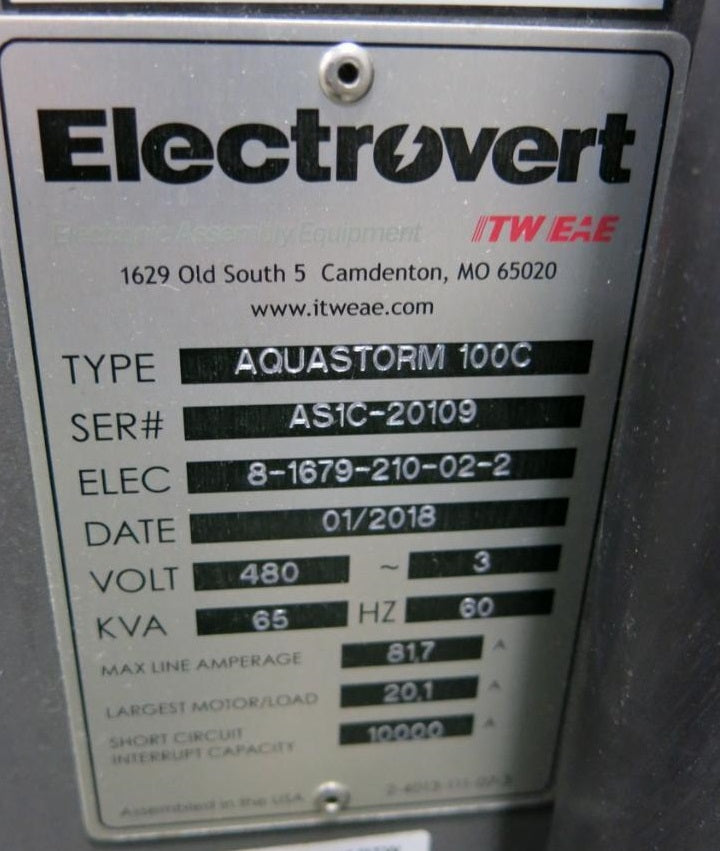 Electrovert
Electronic Assembly Equipment ITW EAE
1629 Old South 5 Camdenton, MO 65020
www.itweae.com
TYPE AQUASTORM 100C
SER# AS1C-20109
ELEC 8-1679-210-02-2
DATE 01/2018
VOLT 480 ~ 3
KVA 65 HZ 60
MAX LINE AMPERAGE 81.7 A
LARGEST MOTOR/LOAD 20.1 A
SHORT CIRCUIT
INTERRUPT CAPACITY 10000 A
Assembled in the USA